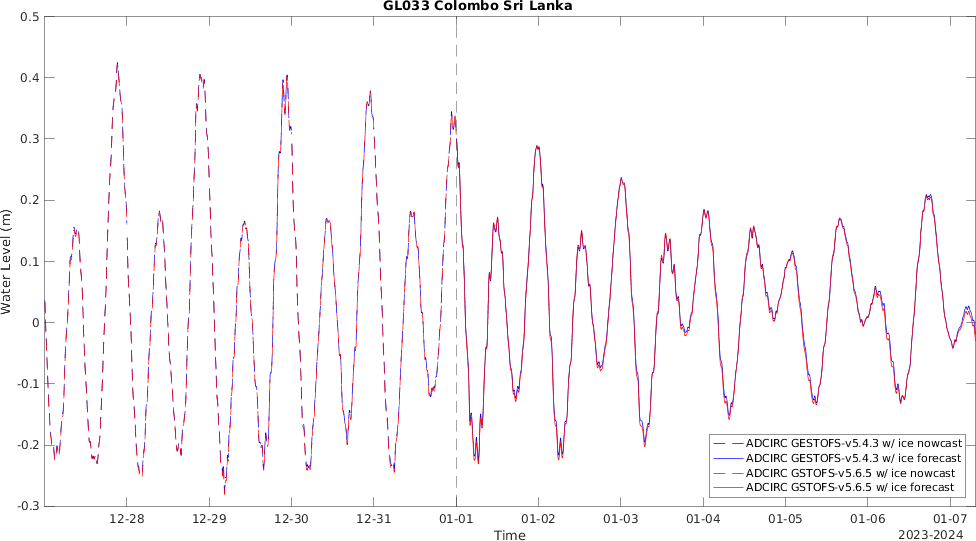 GL033 Colombo Sri Lanka
0.5
0.4
0.3
0.2
0.1
0
-0.1
-0.2
-0.3
Water Level (m)
ADCIRC GESTOFS-v5.4.3 w/ ice nowcast
ADCIRC GESTOFS-v5.4.3 w/ ice forecast
ADCIRC GSTOFS-v5.6.5 w/ ice nowcast
ADCIRC GSTOFS-v5.6.5 w/ ice forecast
12-28 12-29 12-30 12-31 01-01 01-02 01-03 01-04 01-05 01-06 01-07
Time
2023-2024